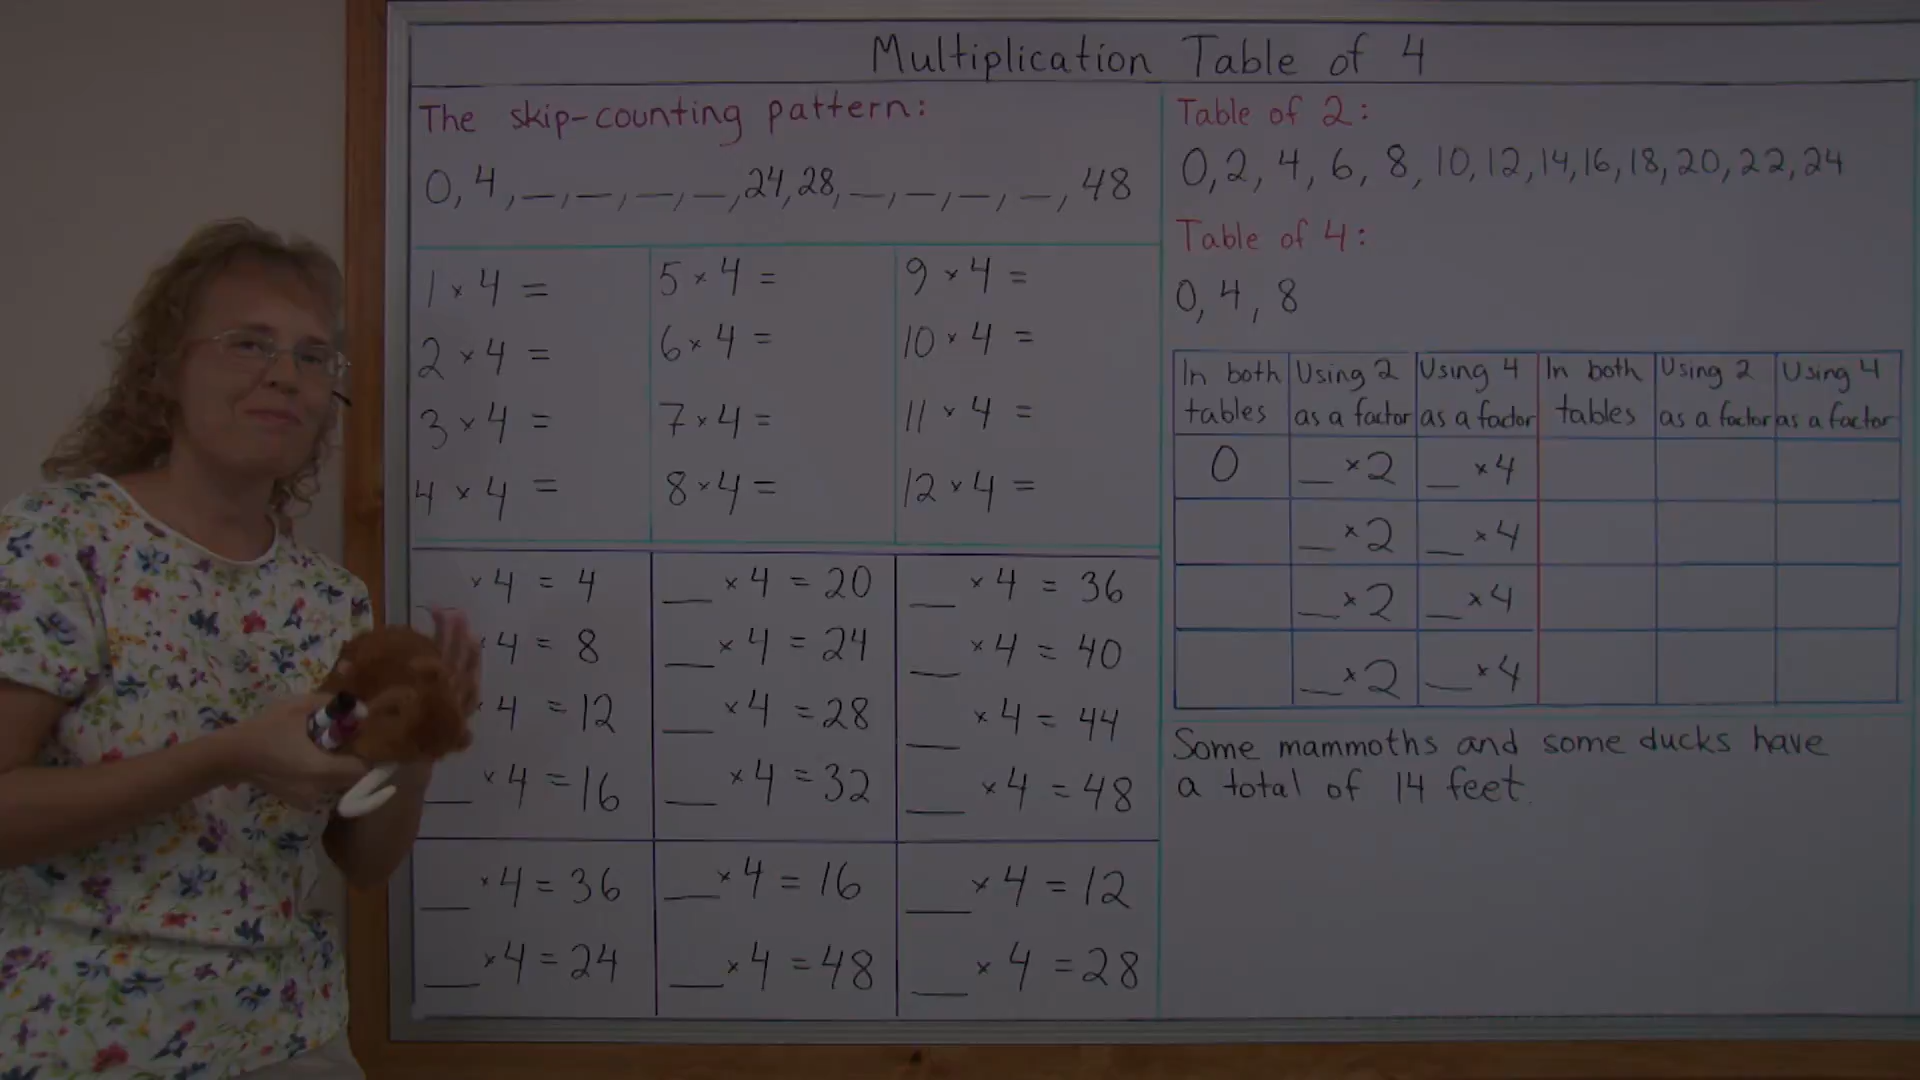 Multiplication Table of 4
The skip-counting pattern:
0, 4, __, __, __, __, 24, 28, __, __, __, __, 48
1 × 4 =
2 × 4 =
3 × 4 =
4 × 4 =
5 × 4 =
6 × 4 =
7 × 4 =
8 × 4 =
9 × 4 =
10 × 4 =
11 × 4 =
12 × 4 =
__ × 4 = 4
× 4 = 8
× 4 = 12
__ × 4 = 16
__ × 4 = 20
__ × 4 = 24
__ × 4 = 28
__ × 4 = 32
__ × 4 = 36
__ × 4 = 40
__ × 4 = 44
__ × 4 = 48
__ × 4 = 36
__ × 4 = 24
__ × 4 = 16
__ × 4 = 48
__ × 4 = 12
__ × 4 = 28
Table of 2:
0, 2, 4, 6, 8, 10, 12, 14, 16, 18, 20, 22, 24
Table of 4:
0, 4, 8
In both Using 2 Using 4 In both Using 2 Using 4
tables as a factor as a factor tables as a factor as a factor
0 __ × 2 __ × 4
__ × 2 __ × 4
__ × 2 __ × 4
__ × 2 __ × 4
Some mammoths and some ducks have
a total of 14 feet.